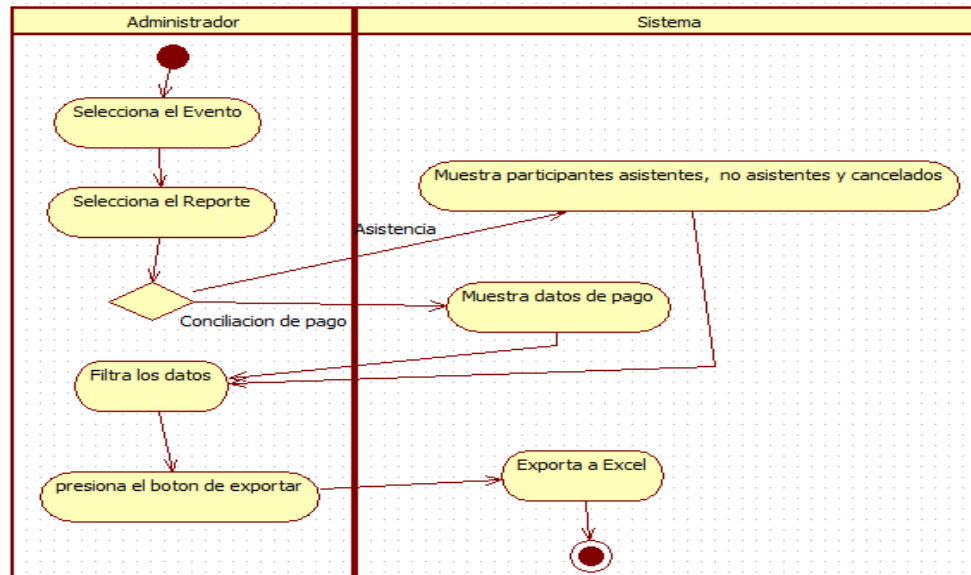 Administrador
Sistema
Selecciona el Evento
Muestra participantes asistentes, no asistentes y cancelados
Selecciona el Reporte
Asistencia
Muestra datos de pago
Conciliacion de pago
Filtra los datos
Exporta a Excel
presiona el boton de exportar